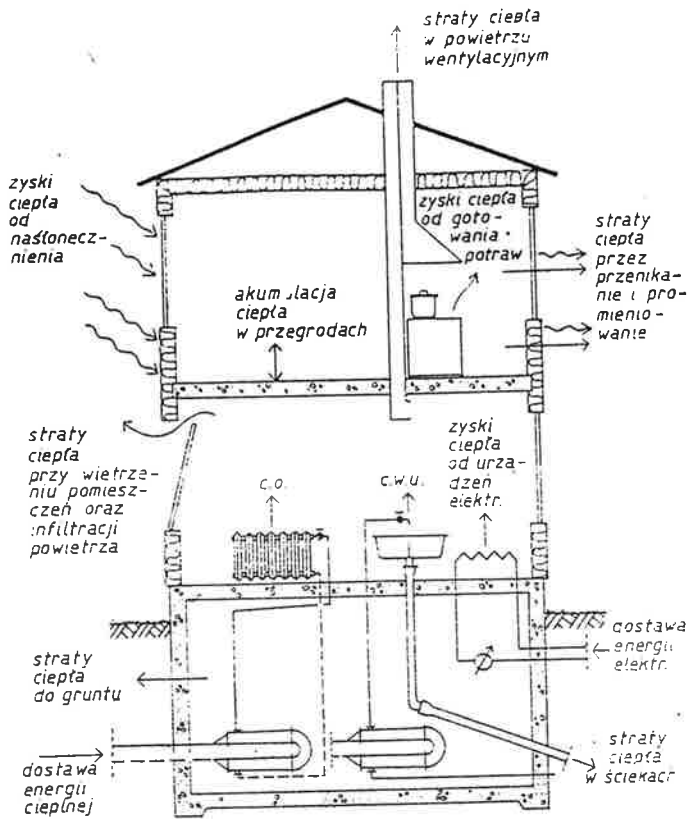 straty ciepła
w powietrzu
wentylacyjnym
zyski
ciepła
od
nasłonecz-
nienia
zyski ciepła
od goto-
wania
potraw
straty
ciepła
przez
przenika-
nie i pro-
mienio-
wanie
akumulacja
ciepła
w przegrodach
straty
ciepła
przy wietrze-
niu pomiesz-
czeń oraz
infiltracji
powietrza
c.o.
c.w.u.
zyski
ciepła
od urzą-
dzeń
elektr.
straty
ciepła
do gruntu
dostawa
energii
elektr.
dostawa
energii
cieplnej
straty
ciepła
w ściekach